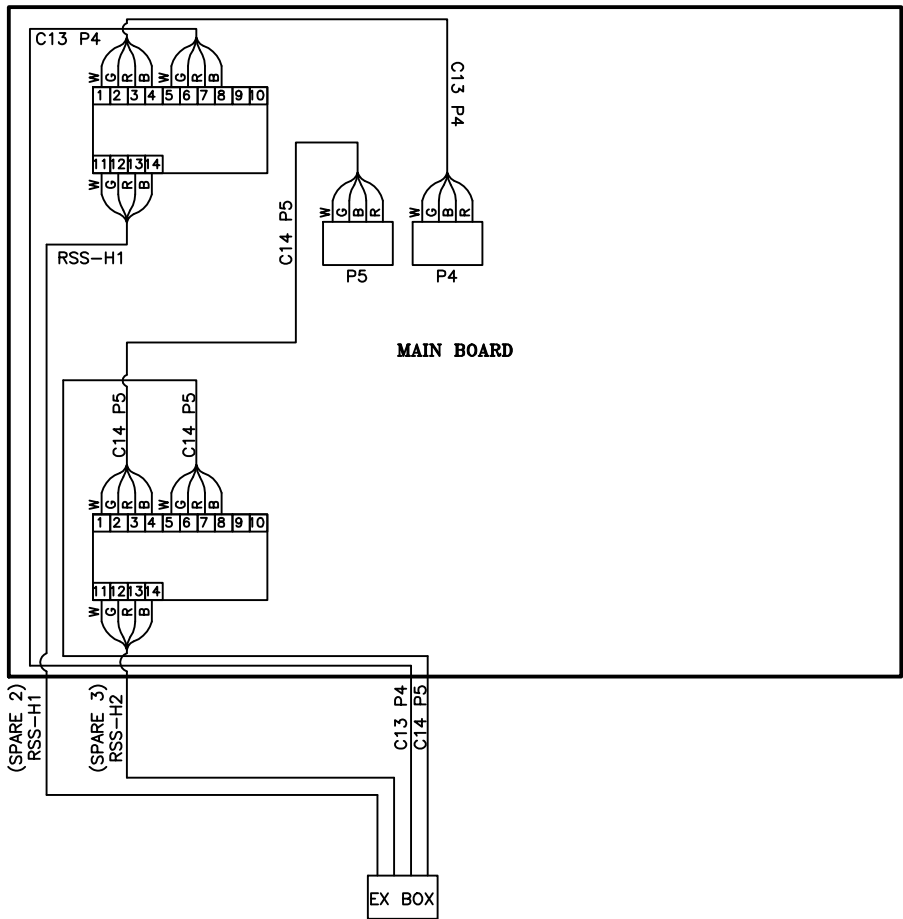 C13 P4
W G R B W G R B
1 2 3 4 5 6 7 8 9 10
11 12 13 14
W G R B
RSS-H1
C13 P4
C14 P5
W G B R
P5
W G B R
P4
MAIN BOARD
C14 P5
C14 P5
W G R B W G R B
1 2 3 4 5 6 7 8 9 10
11 12 13 14
W G R B
(SPARE 2)
RSS-H1
(SPARE 3)
RSS-H2
C13 P4
C14 P5
EX BOX